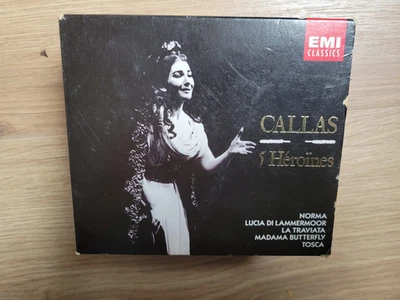 EMI
CLASSICS
CALLAS
5 Héroïnes
NORMA
LUCIA DI LAMMERMOOR
LA TRAVIATA
MADAMA BUTTERFLY
TOSCA